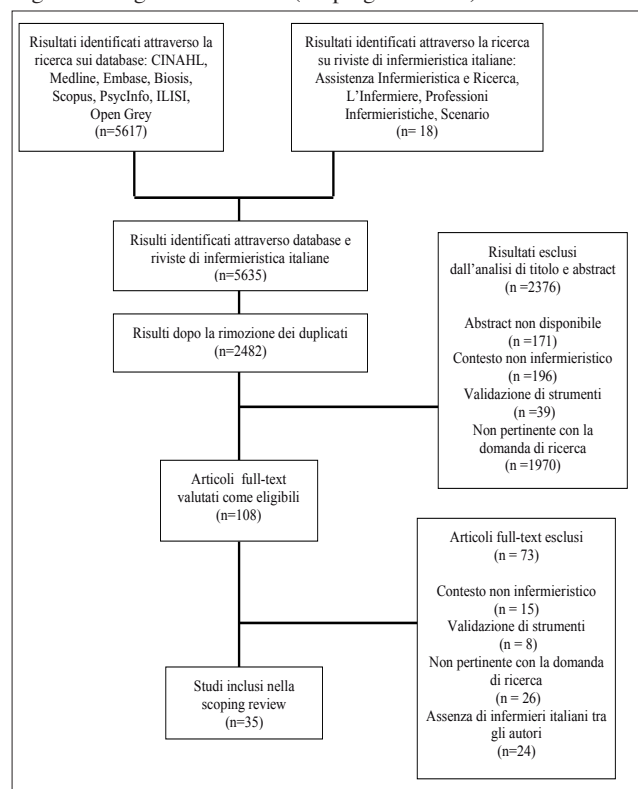 Risultati identificati attraverso la
ricerca sui database: CINAHL,
Medline, Embase, Biosis,
Scopus, PsycInfo, ILISI,
Open Grey
(n=5617)
Risultati identificati attraverso la ricerca
su riviste di infermieristica italiane:
Assistenza Infermieristica e Ricerca,
L'Infermiere, Professioni
Infermieristiche, Scenario
(n= 18)
Risulti identificati attraverso database e
riviste di infermieristica italiane
(n=5635)
Risulti dopo la rimozione dei duplicati
(n=2482)
Risultati esclusi
dall'analisi di titolo e abstract
(n =2376)
Abstract non disponibile
(n =171)
Contesto non infermieristico
(n =196)
Validazione di strumenti
(n =39)
Non pertinente con la
domanda di ricerca
(n =1970)
Articoli full-text
valutati come eligibili
(n=108)
Articoli full-text esclusi
(n = 73)
Contesto non infermieristico
(n = 15)
Validazione di strumenti
(n = 8)
Non pertinente con la domanda
di ricerca
(n = 26)
Assenza di infermieri italiani tra
gli autori
(n=24)
Studi inclusi nella
scoping review
(n=35)